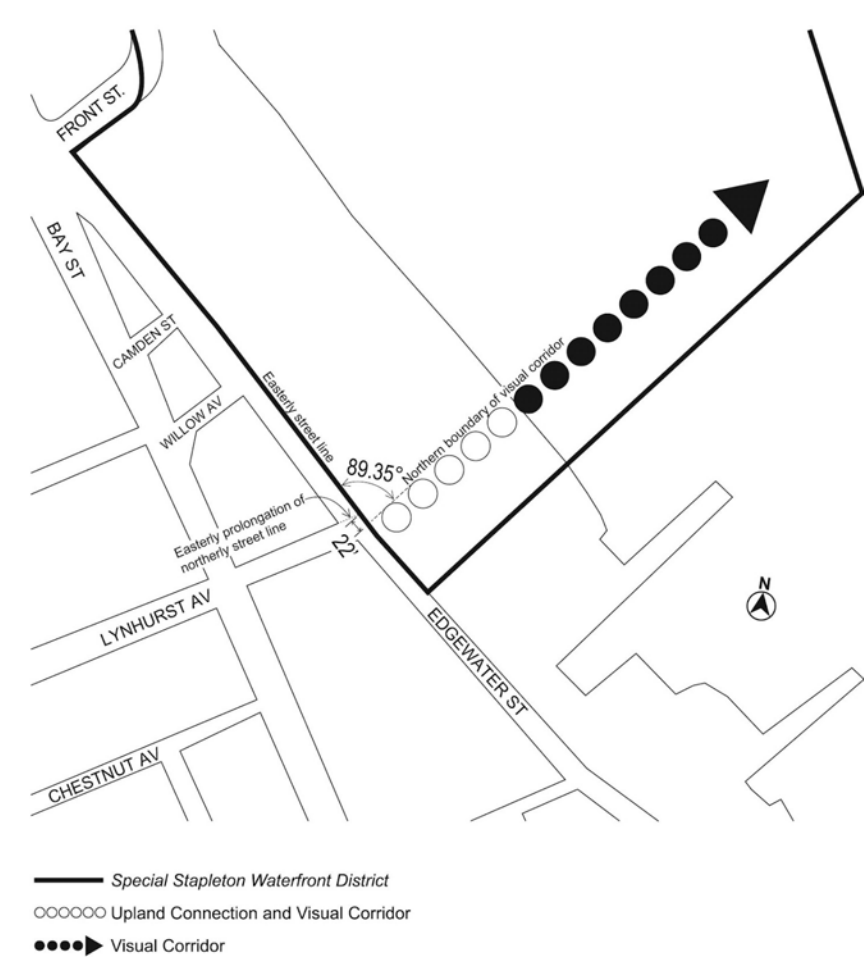 FRONT ST.
BAY ST
CAMDEN ST
WILLOW AV
Easterly street line
89.35°
Northern boundary of visual corridor
Easterly prolongation of
northerly street line
22'
LYNHURST AV
EDGEWATER ST
N
CHESTNUT AV
Special Stapleton Waterfront District
Upland Connection and Visual Corridor
Visual Corridor